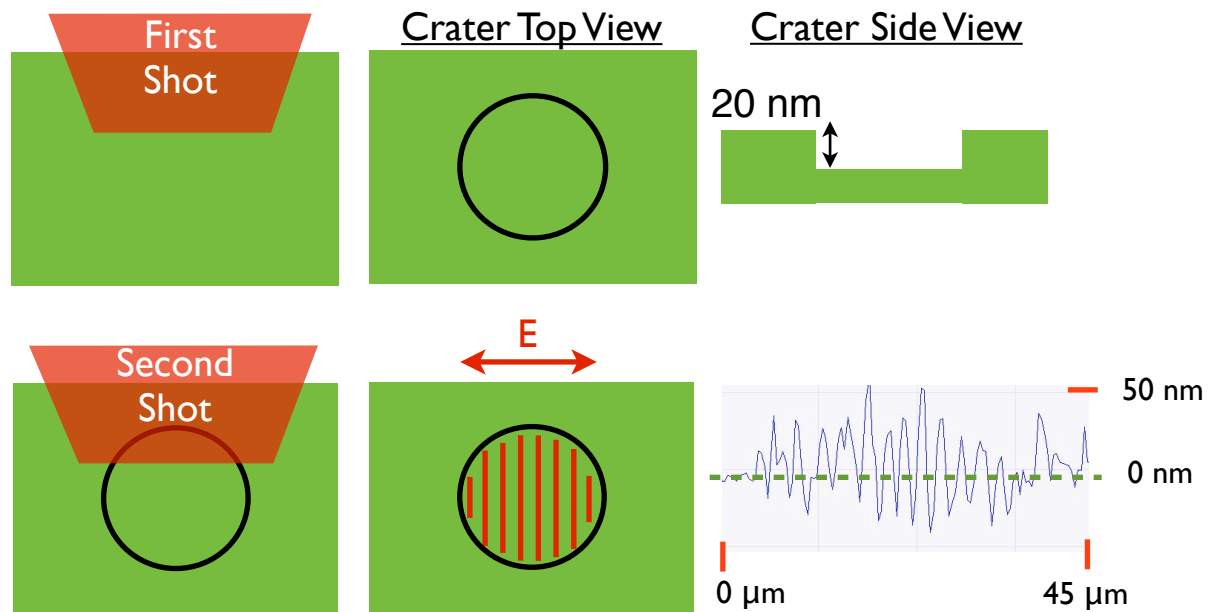 First
Shot
Crater Top View
Crater Side View
20 nm
Second
Shot
E
50 nm
0 nm
0 μm
45 μm